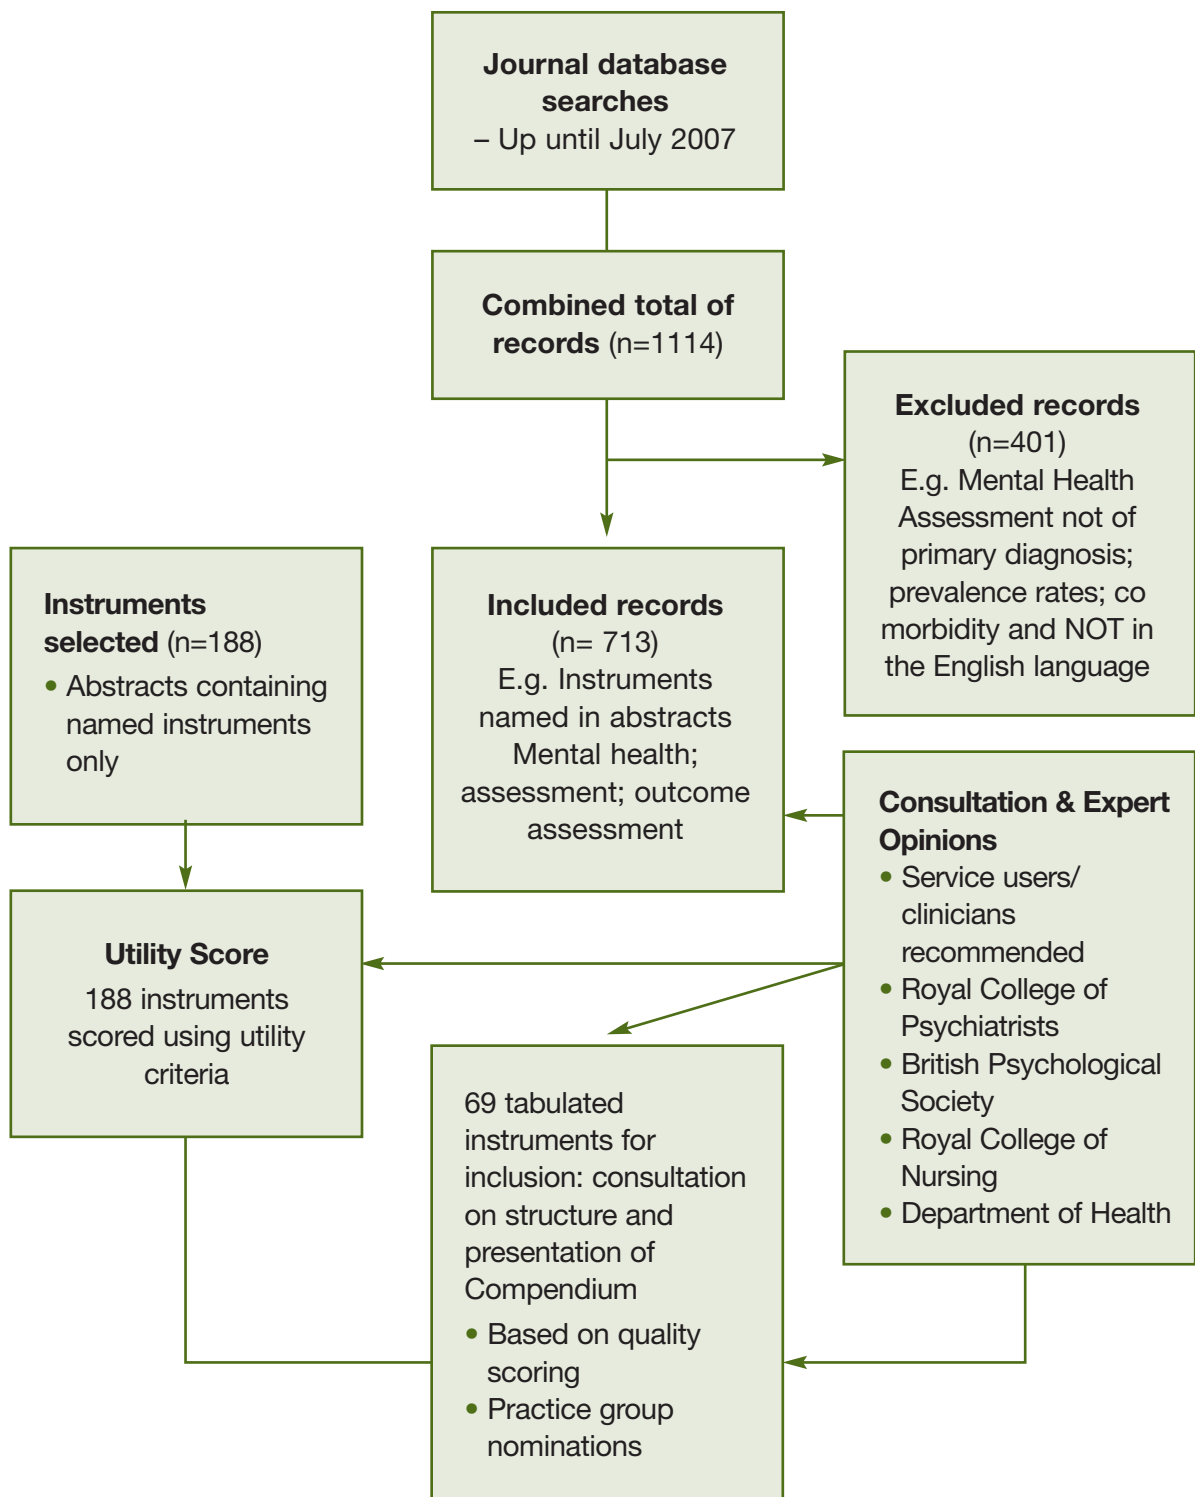 Journal database
searches
– Up until July 2007
Combined total of
records (n=1114)
Excluded records
(n=401)
E.g. Mental Health
Assessment not of
primary diagnosis;
prevalence rates; co
morbidity and NOT in
the English language
Instruments
selected (n=188)
• Abstracts containing
named instruments
only
Included records
(n= 713)
E.g. Instruments
named in abstracts
Mental health;
assessment; outcome
assessment
Consultation & Expert
Opinions
• Service users/
clinicians
recommended
• Royal College of
Psychiatrists
• British Psychological
Society
• Royal College of
Nursing
• Department of Health
Utility Score
188 instruments
scored using utility
criteria
69 tabulated
instruments for
inclusion: consultation
on structure and
presentation of
Compendium
• Based on quality
scoring
• Practice group
nominations